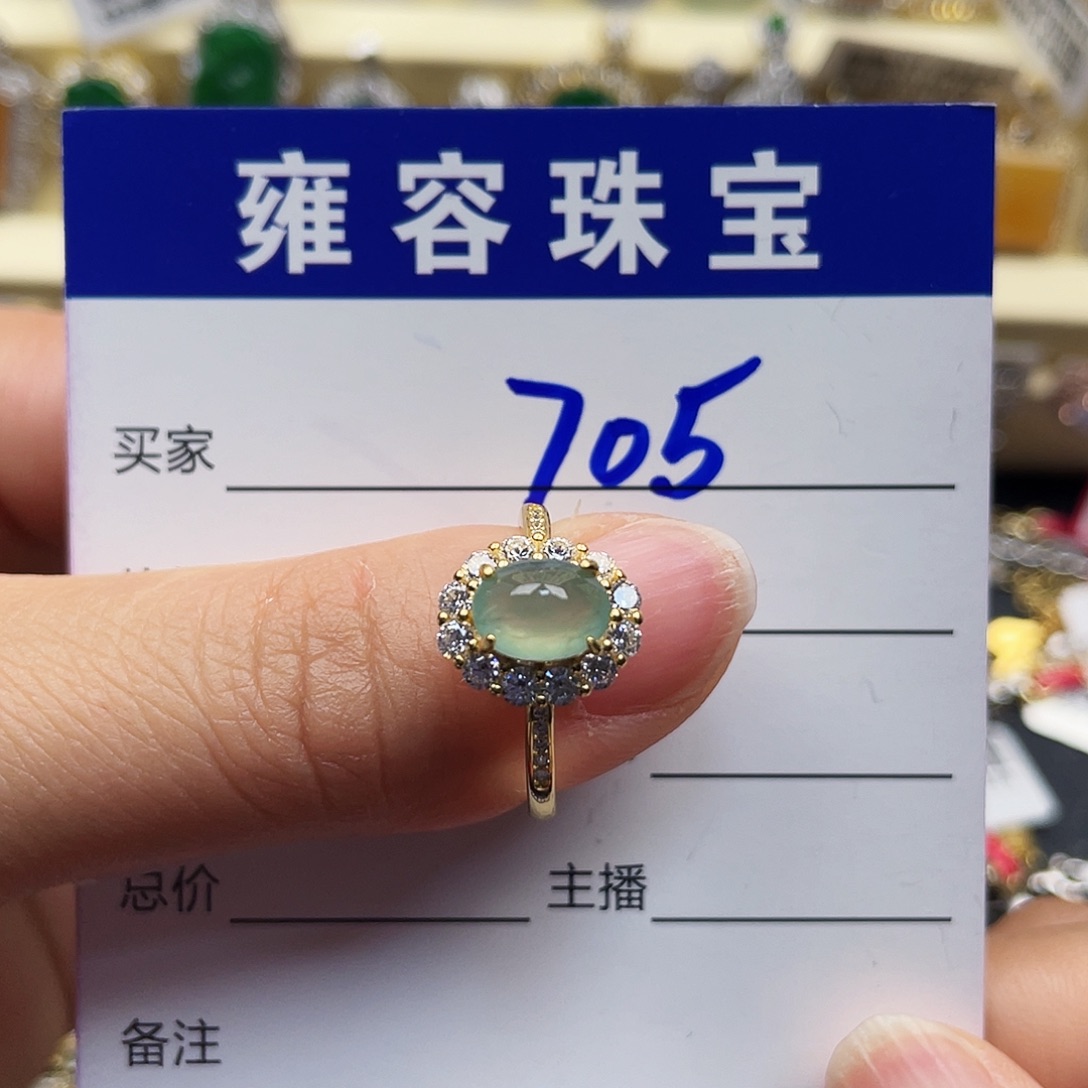 雍容珠宝
买家 705
总价 主播
备注